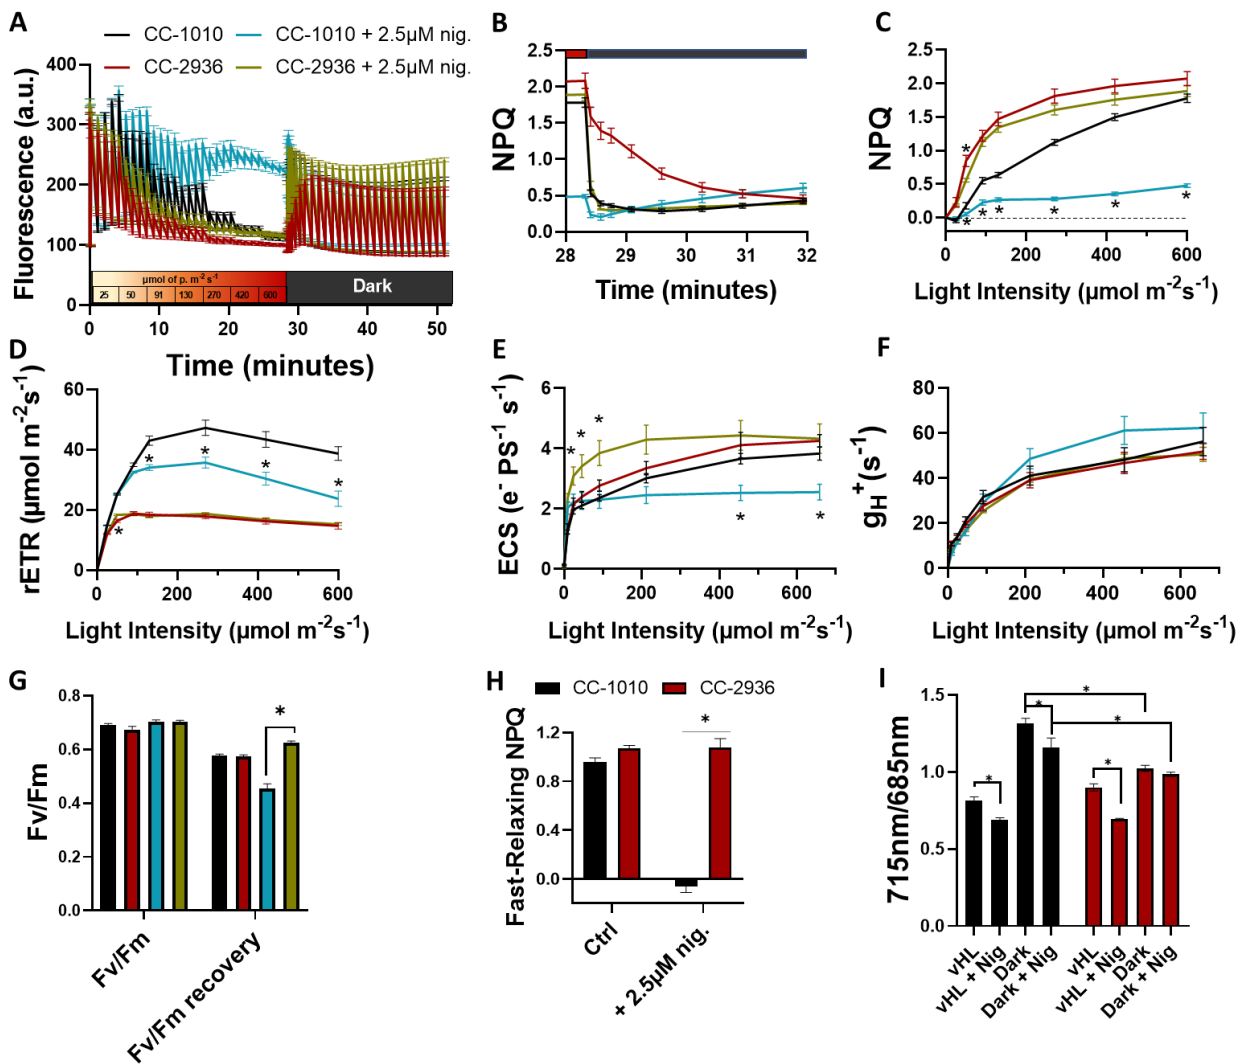 A
CC-1010
CC-1010 + 2.5µM nig.
CC-2936
CC-2936 + 2.5µM nig.
Fluorescence (a.u.)
400
300
200
100
0
µmol of p. m⁻² s⁻¹
25 50 91 130 270 420 600
Dark
0 10 20 30 40 50
Time (minutes)
B
NPQ
2.5
2.0
1.5
1.0
0.5
0.0
28 29 30 31 32
Time (minutes)
C
NPQ
2.5
2.0
1.5
1.0
0.5
0.0
*
* * * * * *
0 200 400 600
Light Intensity (µmol m⁻²s⁻¹)
D
rETR (µmol m⁻²s⁻¹)
60
40
20
0
* * * * *
0 200 400 600
Light Intensity (µmol m⁻²s⁻¹)
E
ECS (e⁻ PS⁻¹ s⁻¹)
6
4
2
0
* * *
* *
0 200 400 600
Light Intensity (µmol m⁻²s⁻¹)
F
gH⁺(s⁻¹)
80
60
40
20
0
0 200 400 600
Light Intensity (µmol m⁻²s⁻¹)
G
Fv/Fm
0.8
0.6
0.4
0.2
0.0
*
Fv/Fm
Fv/Fm recovery
H
CC-1010
CC-2936
Fast-Relaxing NPQ
1.2
0.8
0.4
0.0
*
Ctrl
+ 2.5µM nig.
I
715nm/685nm
1.5
1.0
0.5
0.0
*
*
*
*
*
vHL
vHL + Nig
Dark
Dark + Nig
vHL
vHL + Nig
Dark
Dark + Nig